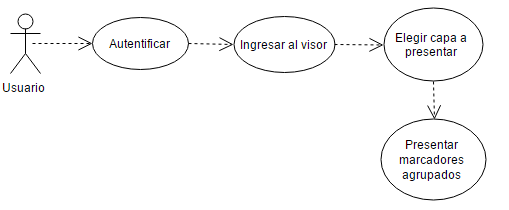 Usuario
Autentificar
Ingresar al visor
Elegir capa a
presentar
Presentar
marcadores
agrupados